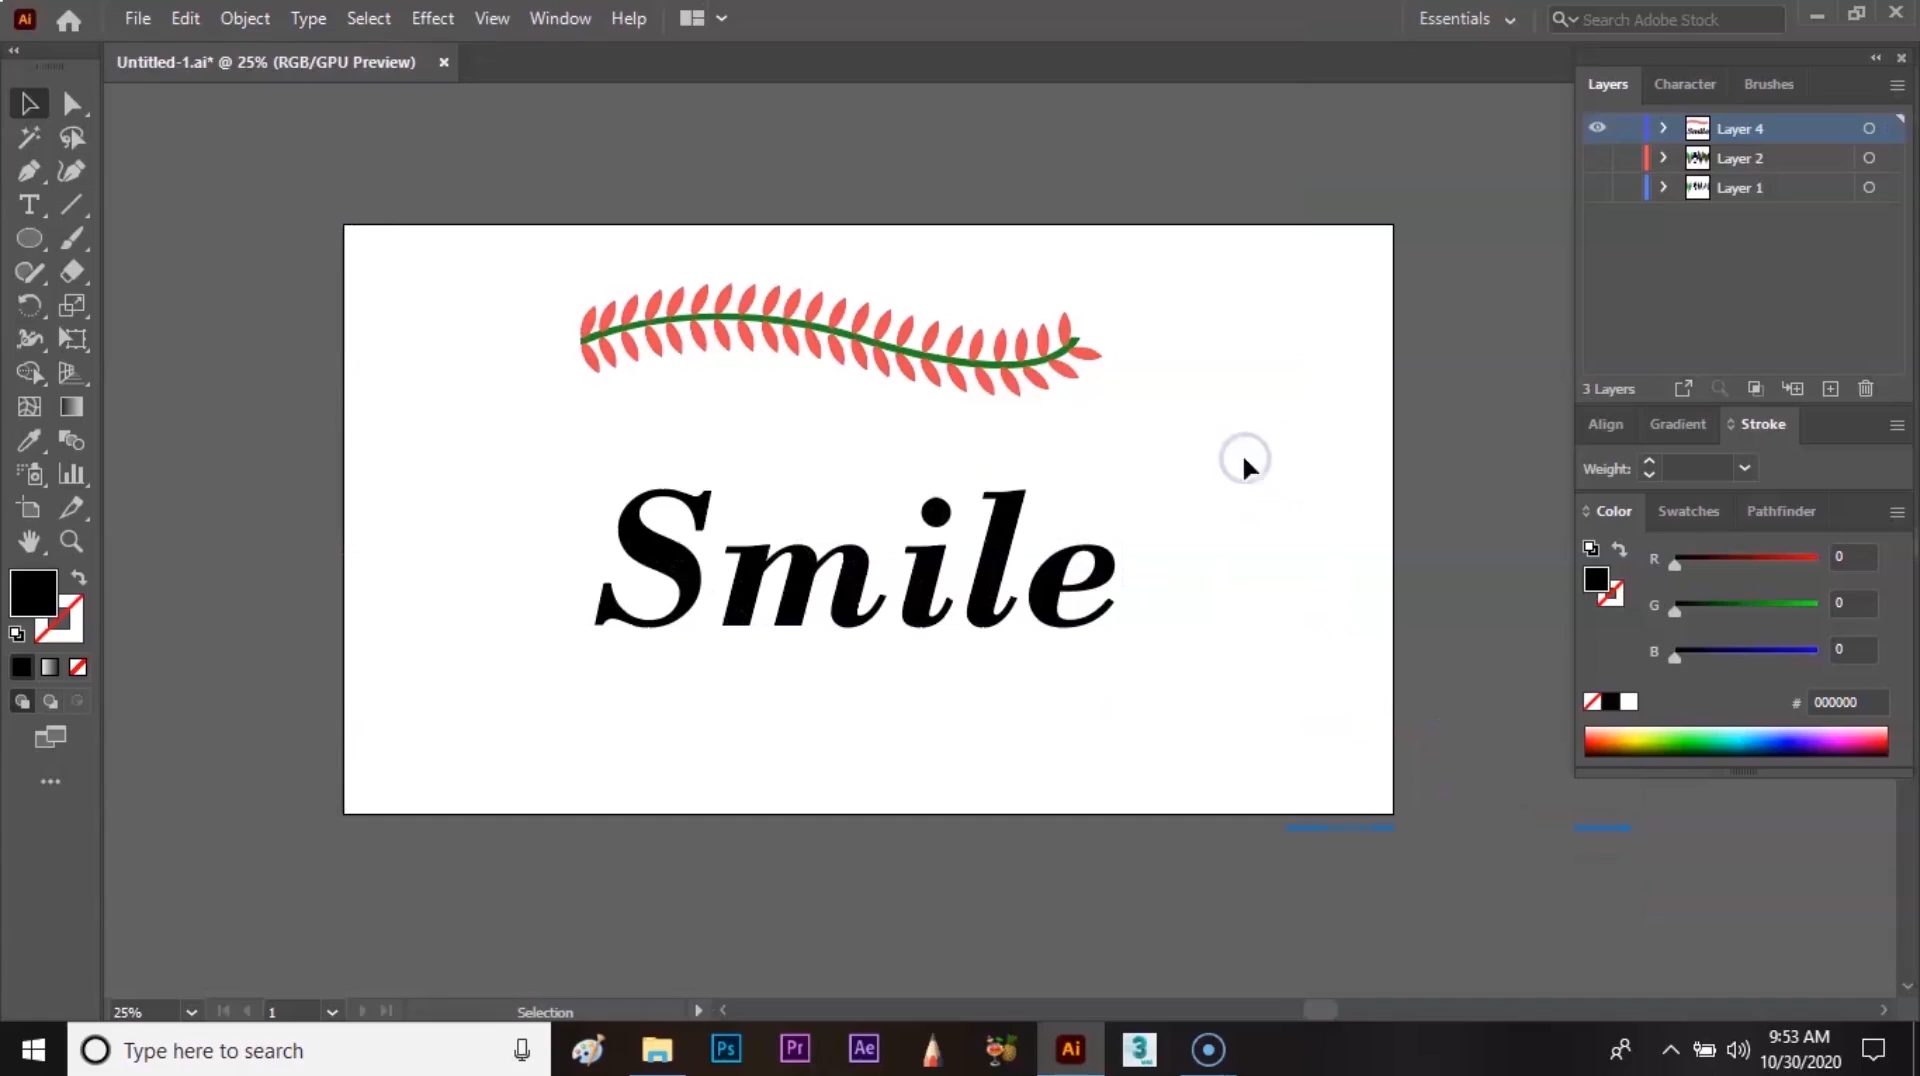 Ai File Edit Object Type Select Effect View Window Help Essentials Search Adobe Stock
Untitled-1.ai* @ 25% (RGB/GPU Preview) ×
Layers Character Brushes
Layer 4
Layer 2
Layer 1
3 Layers
Align Gradient Stroke
Weight:
Color Swatches Pathfinder
R 0
G 0
B 0
# 000000
Smile
25% 1 Selection
Type here to search Ps Pr Ae Ai 3 9:53 AM
10/30/2020